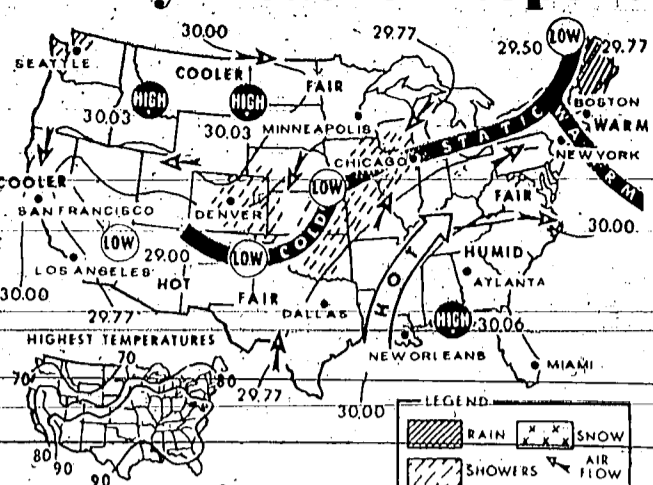 30.00
29.77
LOW
29.50
29.77
SEATTLE
COOLER
FAIR
HIGH
HIGH
BOSTON
30.03
30.03
MINNEAPOLIS
WARM
CHICAGO
STATIC
WARM
NEW YORK
COOLER
LOW
FAIR
SAN FRANCISCO
DENVER
COLD
30.00
LOW
29.00
LOW
HOT
HUMID
LOS ANGELES
HOT
ATLANTA
30.00
FAIR
DALLAS
29.77
HIGH
30.06
HIGHEST TEMPERATURES
NEW ORLEANS
70
MIAMI
70
80
29.77
30.00
LEGEND
RAIN
SNOW
80
90
90
SHOWERS
AIR
FLOW